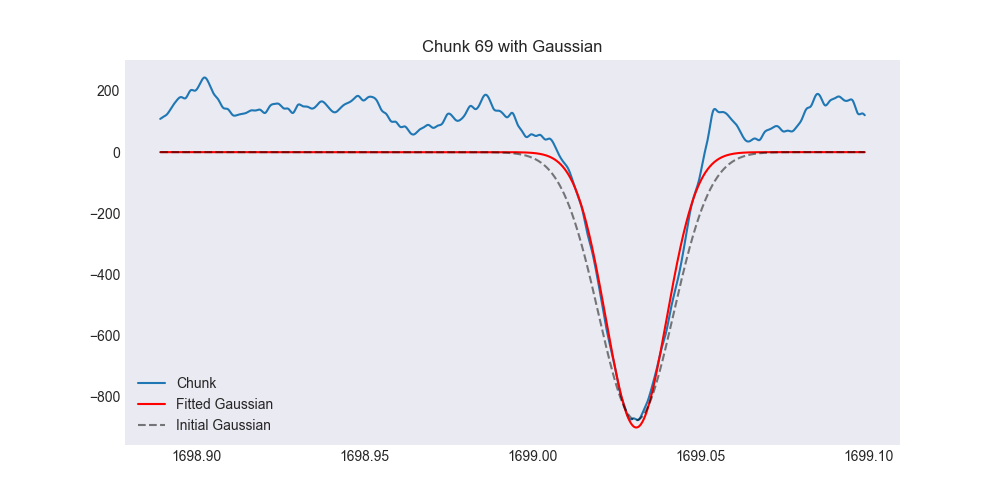 Chunk 69 with Gaussian
200
0
−200
−400
−600
−800
Chunk
Fitted Gaussian
Initial Gaussian
1698.90 1698.95 1699.00 1699.05 1699.10